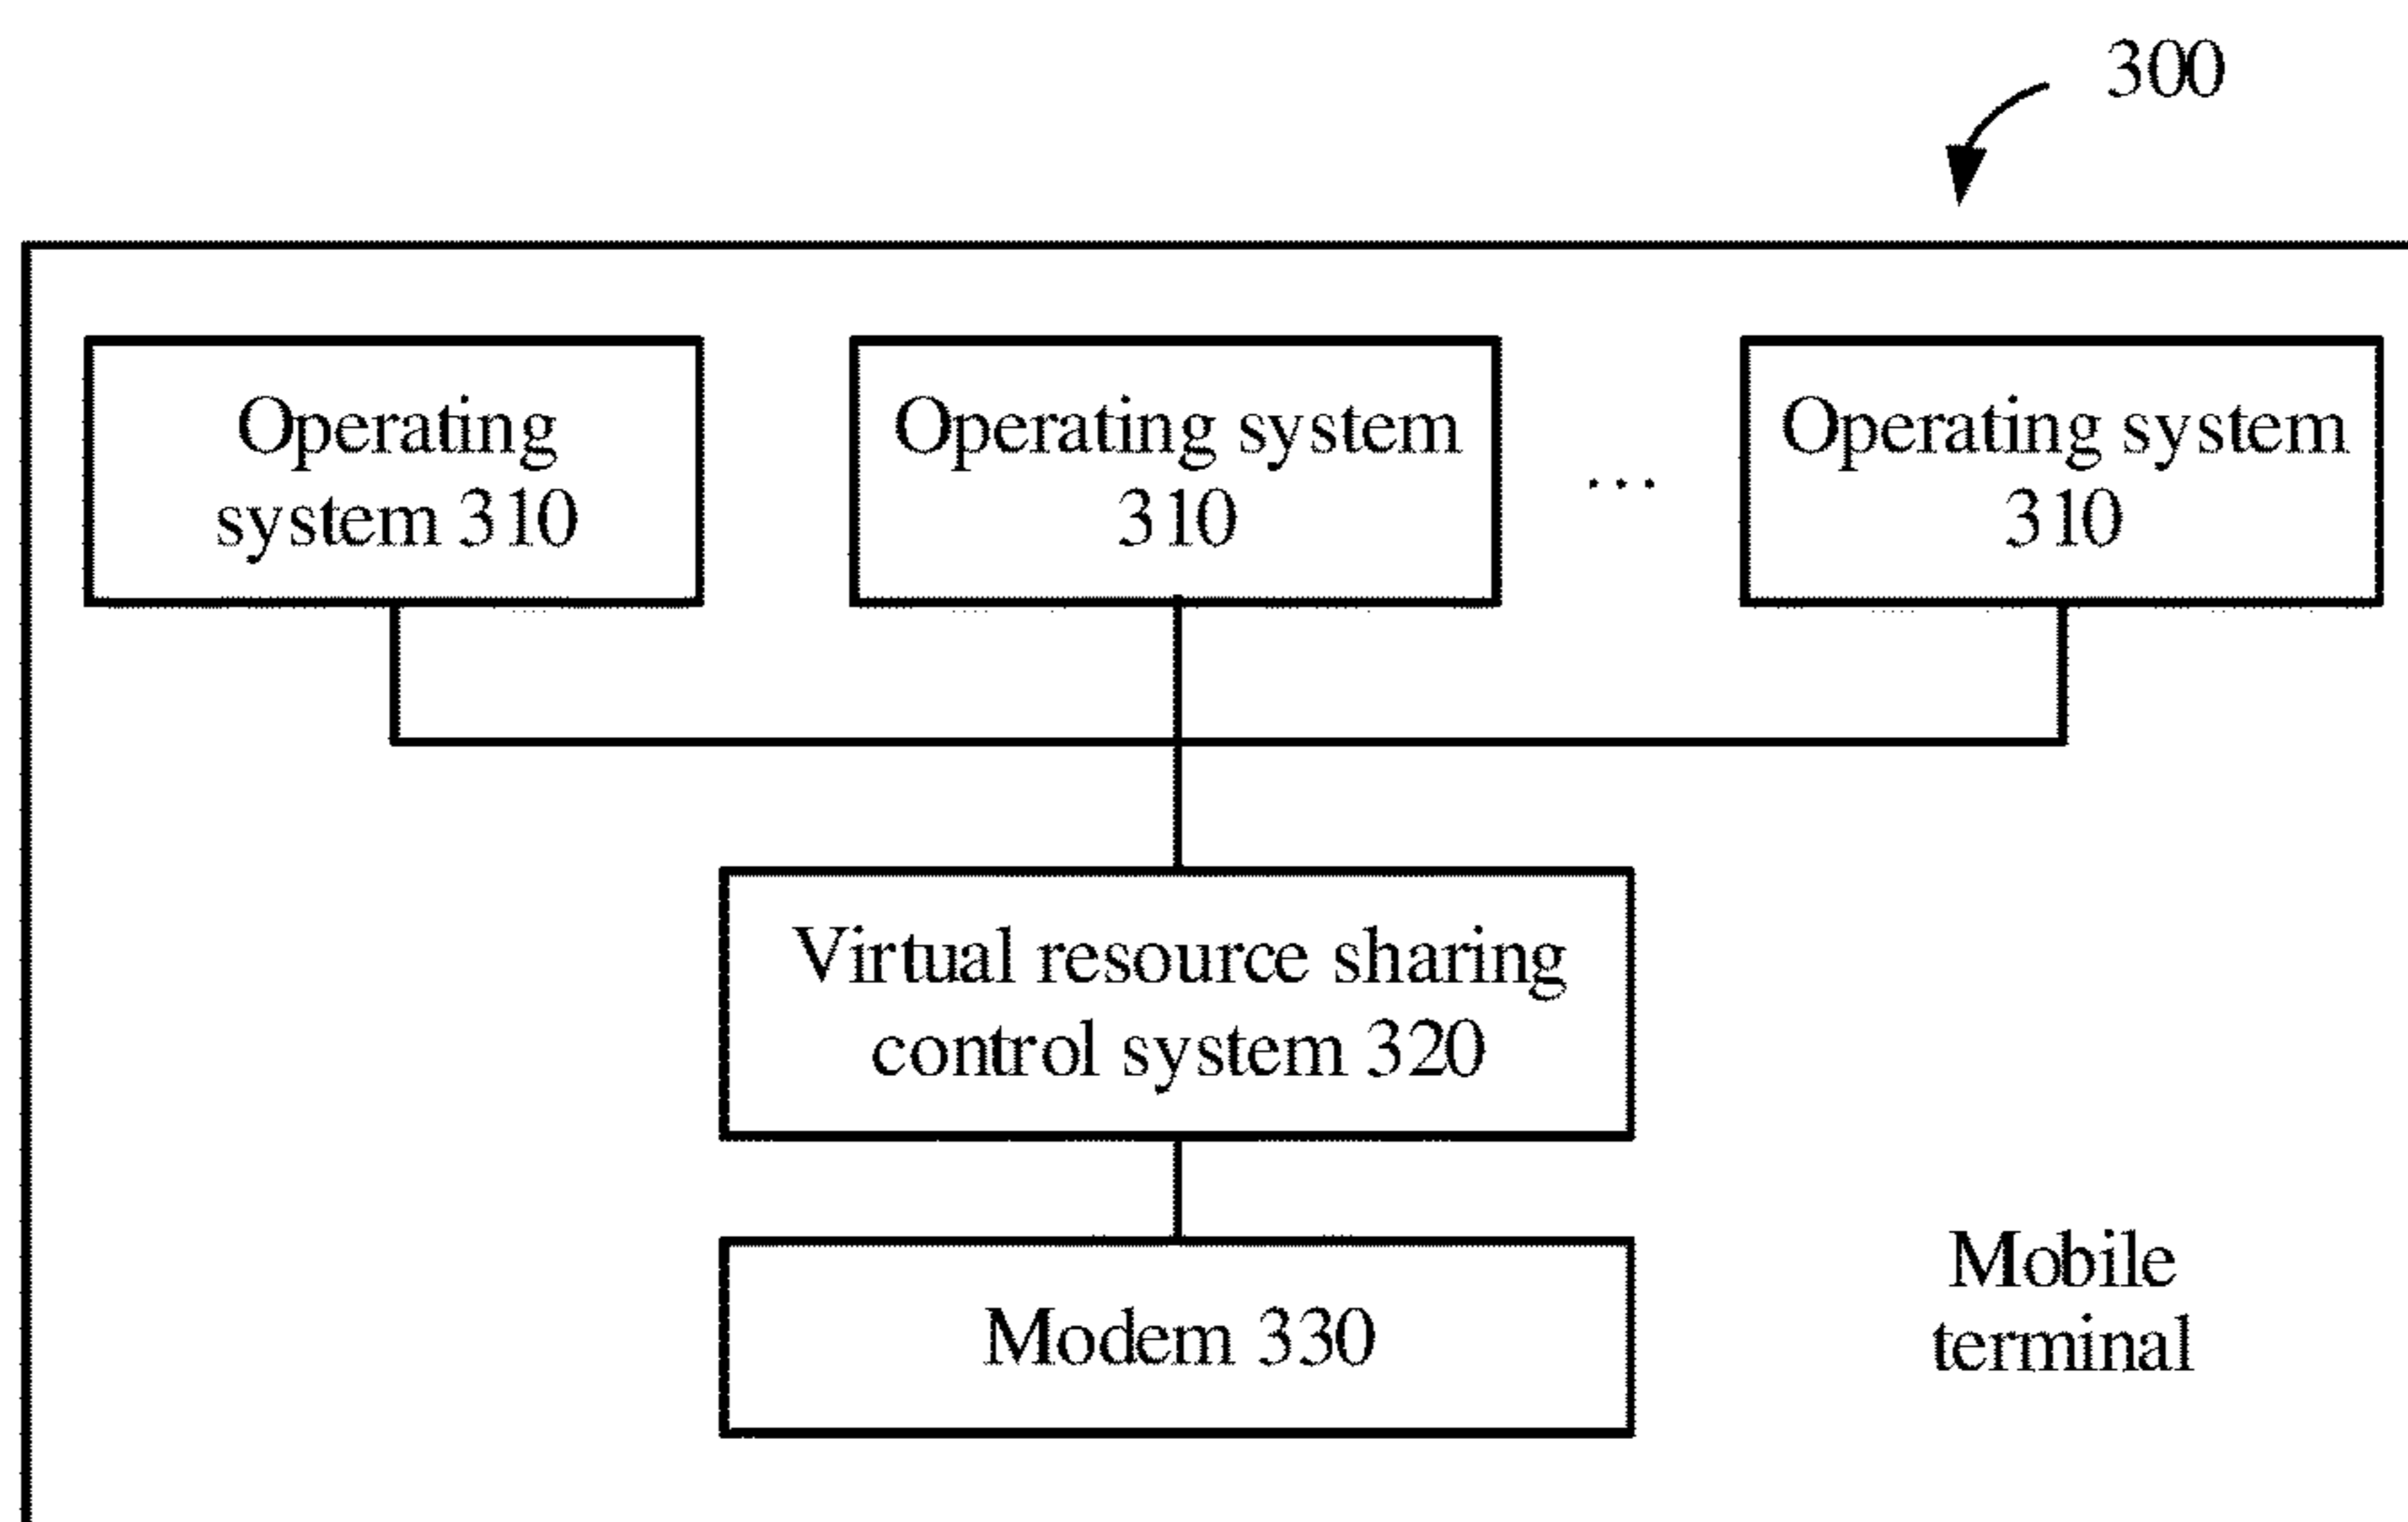 300
Operating
system 310
Operating system
310
...
Operating system
310
Virtual resource sharing
control system 320
Modem 330
Mobile
terminal